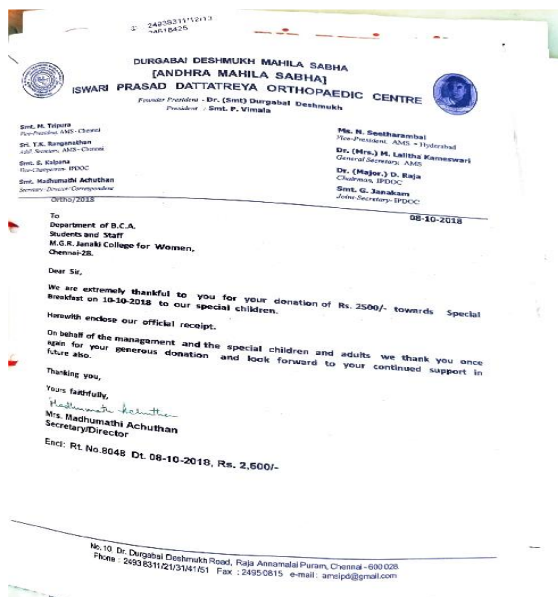 24938311/12/13
24618425
DURGABAI DESHMUKH MAHILA SABHA
[ANDHRA MAHILA SABHA]
ISWARI PRASAD DATTATREYA ORTHOPAEDIC CENTRE
Founder President - Dr. (Smt) Durgabai Deshmukh
President : Smt. P. Vimala
Smt. M. Tripura
Vice-President, AMS - Chennai
Sri. T.K. Ranganathan
Addl. Secretary, AMS - Chennai
Smt. S. Kalpana
Vice-Chairperson- IPDOC
Smt. Madhumathi Achuthan
Secretary-Director/Correspondent
Ms. N. Seetharambai
Vice-President. AMS - Hyderabad
Dr. (Mrs.) M. Lalitha Kameswari
General Secretary. AMS
Dr. (Major.) D. Raja
Chairman, IPDOC
Smt. G. Janakam
Joint-Secretary- IPDOC
Ortho/2018
08-10-2018
To
Department of B.C.A.
Students and Staff
M.G.R. Janaki College for Women,
Chennai-28.
Dear Sir,
We are extremely thankful to you for your donation of Rs. 2500/- towards Special
Breakfast on 10-10-2018 to our special children.
Herewith enclose our official receipt.
On behalf of the management and the special children and adults we thank you once
again for your generous donation and look forward to your continued support in
future also.
Thanking you,
Yours faithfully,
Madhumathi Achuthan
Mrs. Madhumathi Achuthan
Secretary/Director
Encl: Rt. No.8048 Dt. 08-10-2018, Rs. 2,500/-
No.10, Dr. Durgabai Deshmukh Road, Raja Annamalai Puram, Chennai - 600 028.
Phone : 2493 8311/21/31/41/51 Fax : 2495 0815 e-mail : amsipd@gmail.com